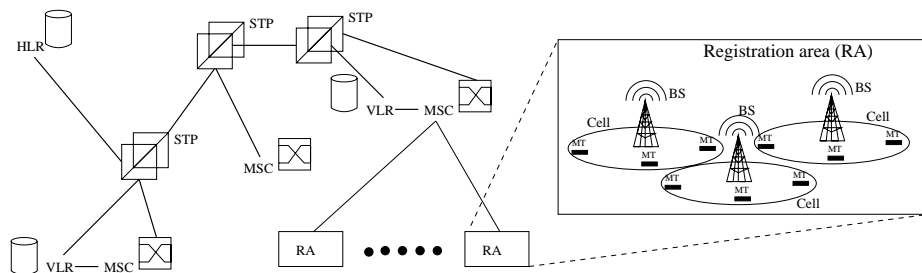 STP
STP
HLR
Registration area (RA)
BS
BS
BS
Cell
Cell
VLR
MSC
STP
MT
MT
MT
MT
MT
MT
MSC
MT
MT
MT
Cell
RA
RA
VLR
MSC